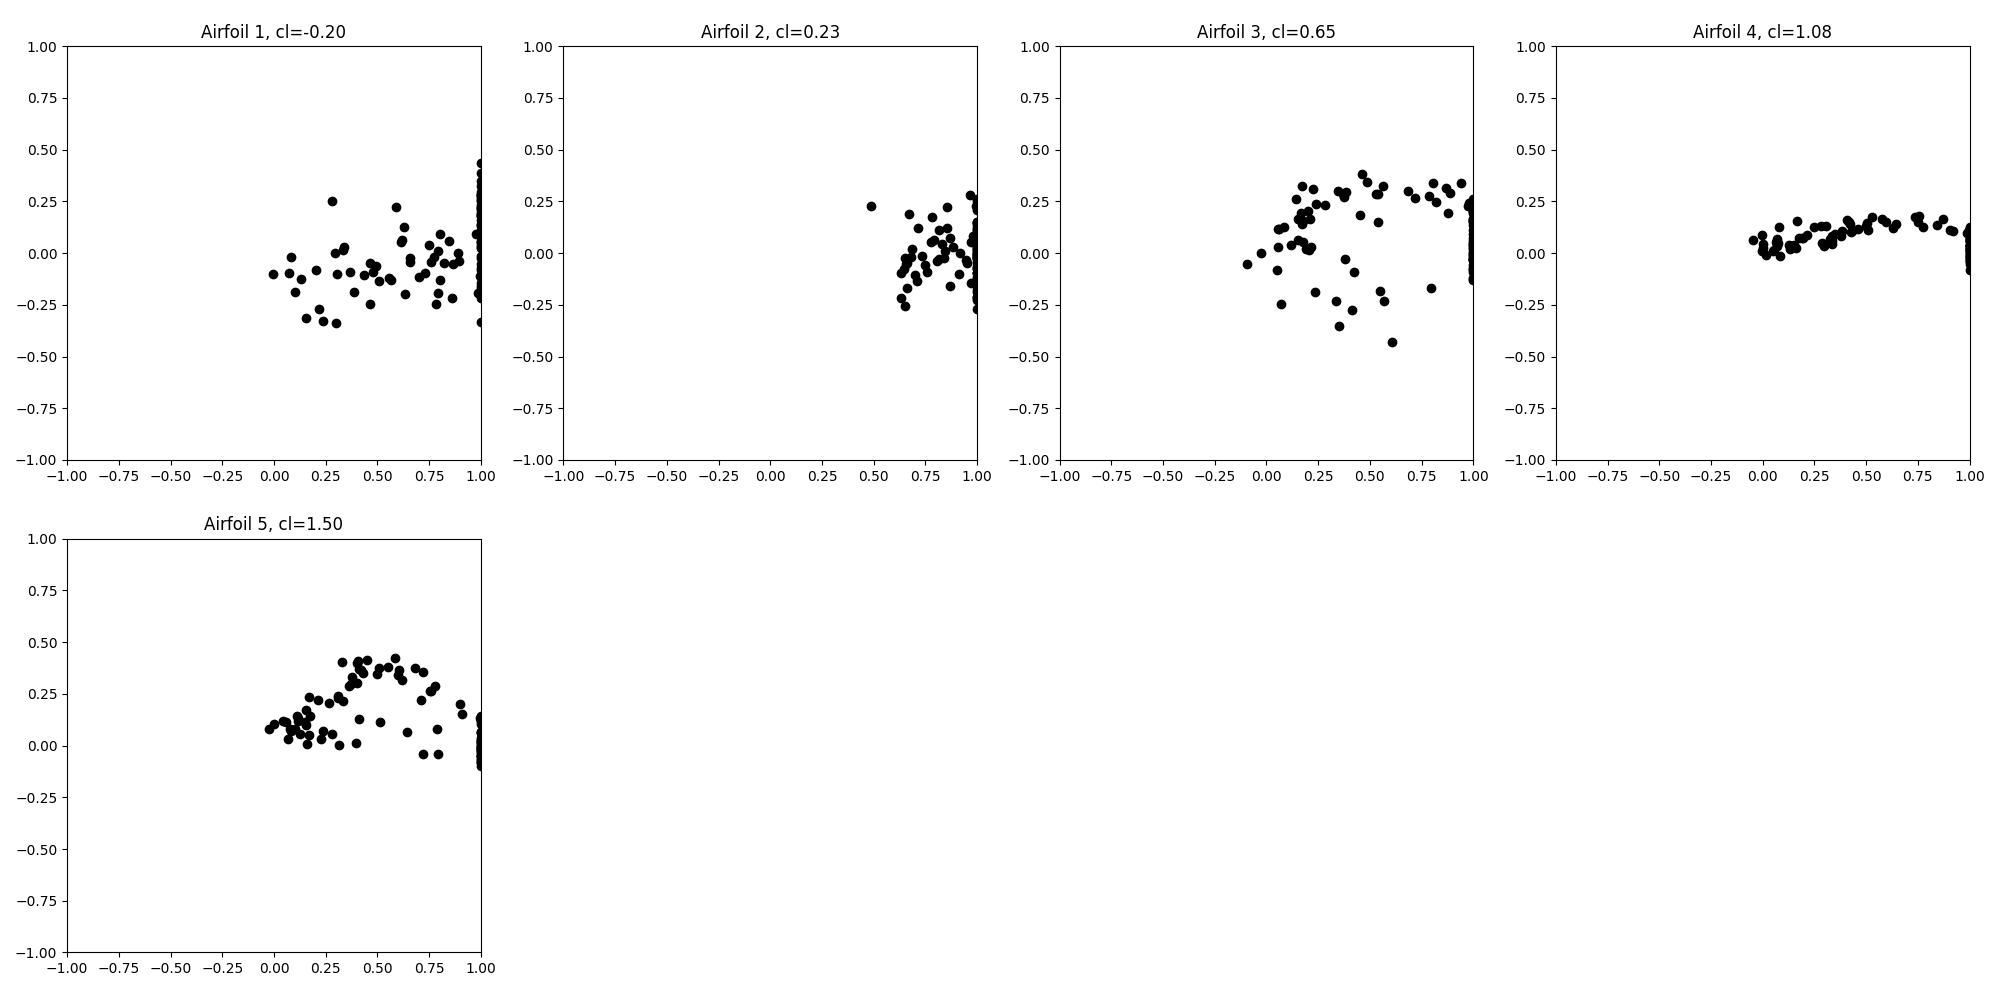 Airfoil 1, cl=-0.20
Airfoil 2, cl=0.23
Airfoil 3, cl=0.65
Airfoil 4, cl=1.08
1.00 1.00 1.00 1.00
0.75 0.75 0.75 0.75
0.50 0.50 0.50 0.50
0.25 0.25 0.25 0.25
0.00 0.00 0.00 0.00
−0.25 −0.25 −0.25 −0.25
−0.50 −0.50 −0.50 −0.50
−0.75 −0.75 −0.75 −0.75
−1.00 −1.00 −1.00 −1.00
−1.00 −0.75 −0.50 −0.25 0.00 0.25 0.50 0.75 1.00
−1.00 −0.75 −0.50 −0.25 0.00 0.25 0.50 0.75 1.00
−1.00 −0.75 −0.50 −0.25 0.00 0.25 0.50 0.75 1.00
−1.00 −0.75 −0.50 −0.25 0.00 0.25 0.50 0.75 1.00
Airfoil 5, cl=1.50
1.00
0.75
0.50
0.25
0.00
−0.25
−0.50
−0.75
−1.00
−1.00 −0.75 −0.50 −0.25 0.00 0.25 0.50 0.75 1.00